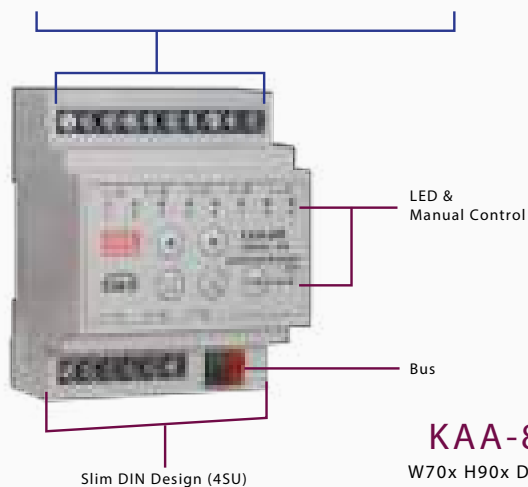 LED &
Manual Control
Bus
KAA-8
W70x H90x D
Slim DIN Design (4SU)